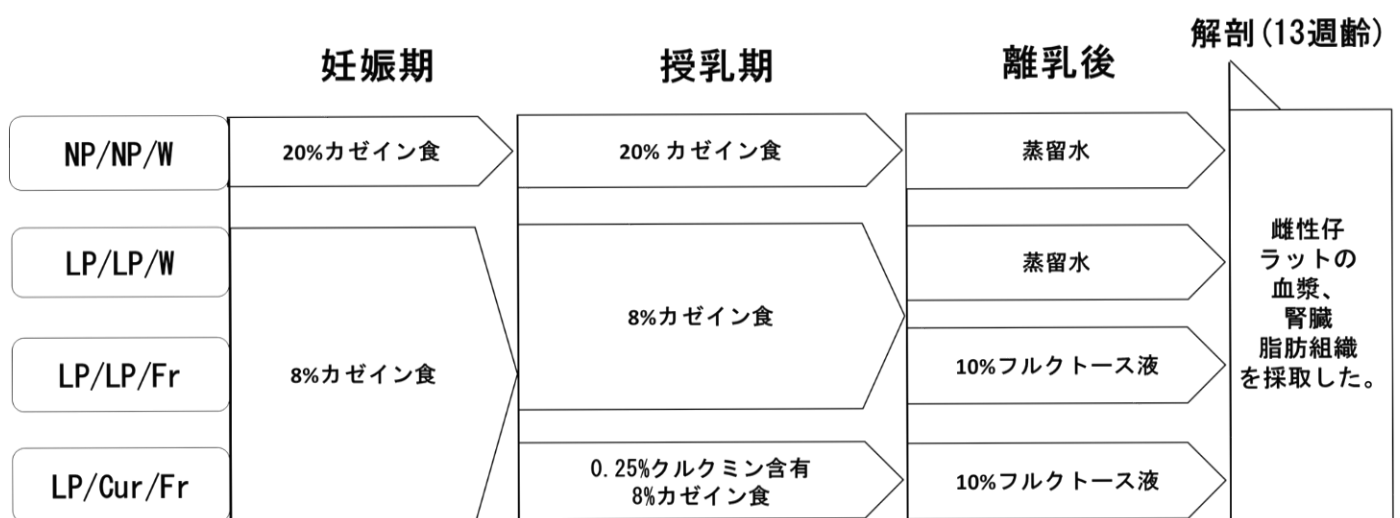 解剖(13週齢)
妊娠期
授乳期
離乳後
NP/NP/W
20%カゼイン食
20% カゼイン食
蒸留水
LP/LP/W
8%カゼイン食
8%カゼイン食
蒸留水
LP/LP/Fr
10%フルクトース液
LP/Cur/Fr
0.25%クルクミン含有
8%カゼイン食
10%フルクトース液
雌性仔
ラットの
血漿、
腎臓
脂肪組織
を採取した。